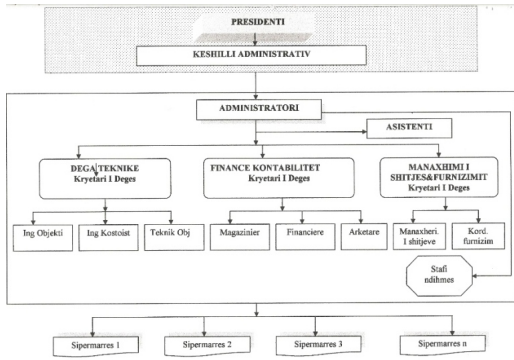 PRESIDENTI
KESHILLI ADMINISTRATIV
ADMINISTRATORI
ASISTENTI
DEGA TEKNIKE
Kryetari I Deges
FINANCE KONTABILITET
Kryetari I Deges
MANAXHIMI I
SHITJES&FURNIZIMIT
Kryetari I Deges
Ing Objekti
Ing Kostoist
Teknik Obj
Magazinier
Financiere
Arketare
Manaxheri.
I shitjeve
Kord.
furnizim
Stafi
ndihmes
Sipermarres 1
Sipermarres 2
Sipermarres 3
Sipermarres n